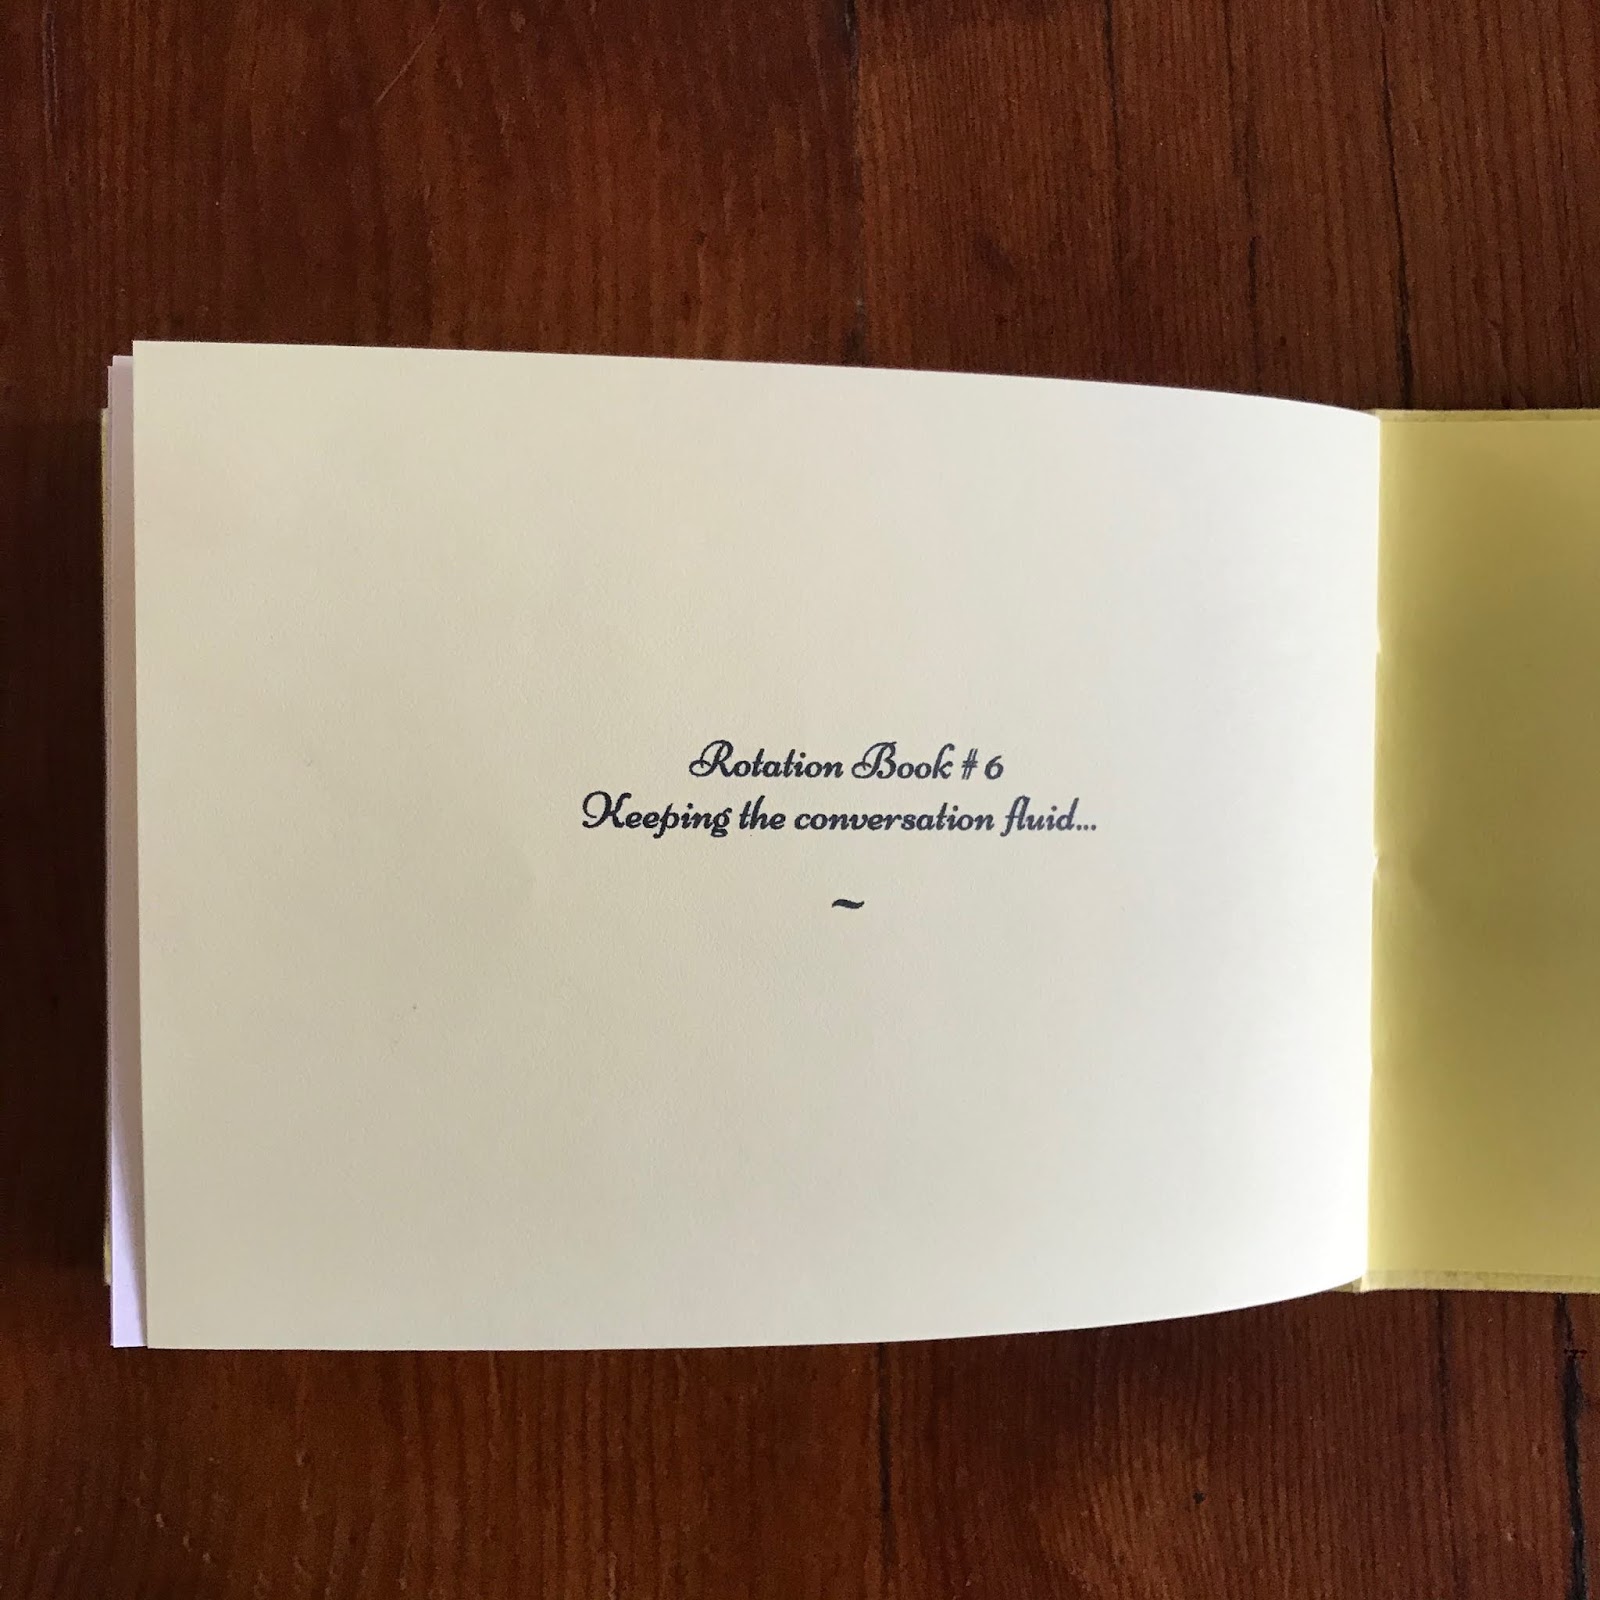 Rotation Book # 6
Keeping the conversation fluid...
~